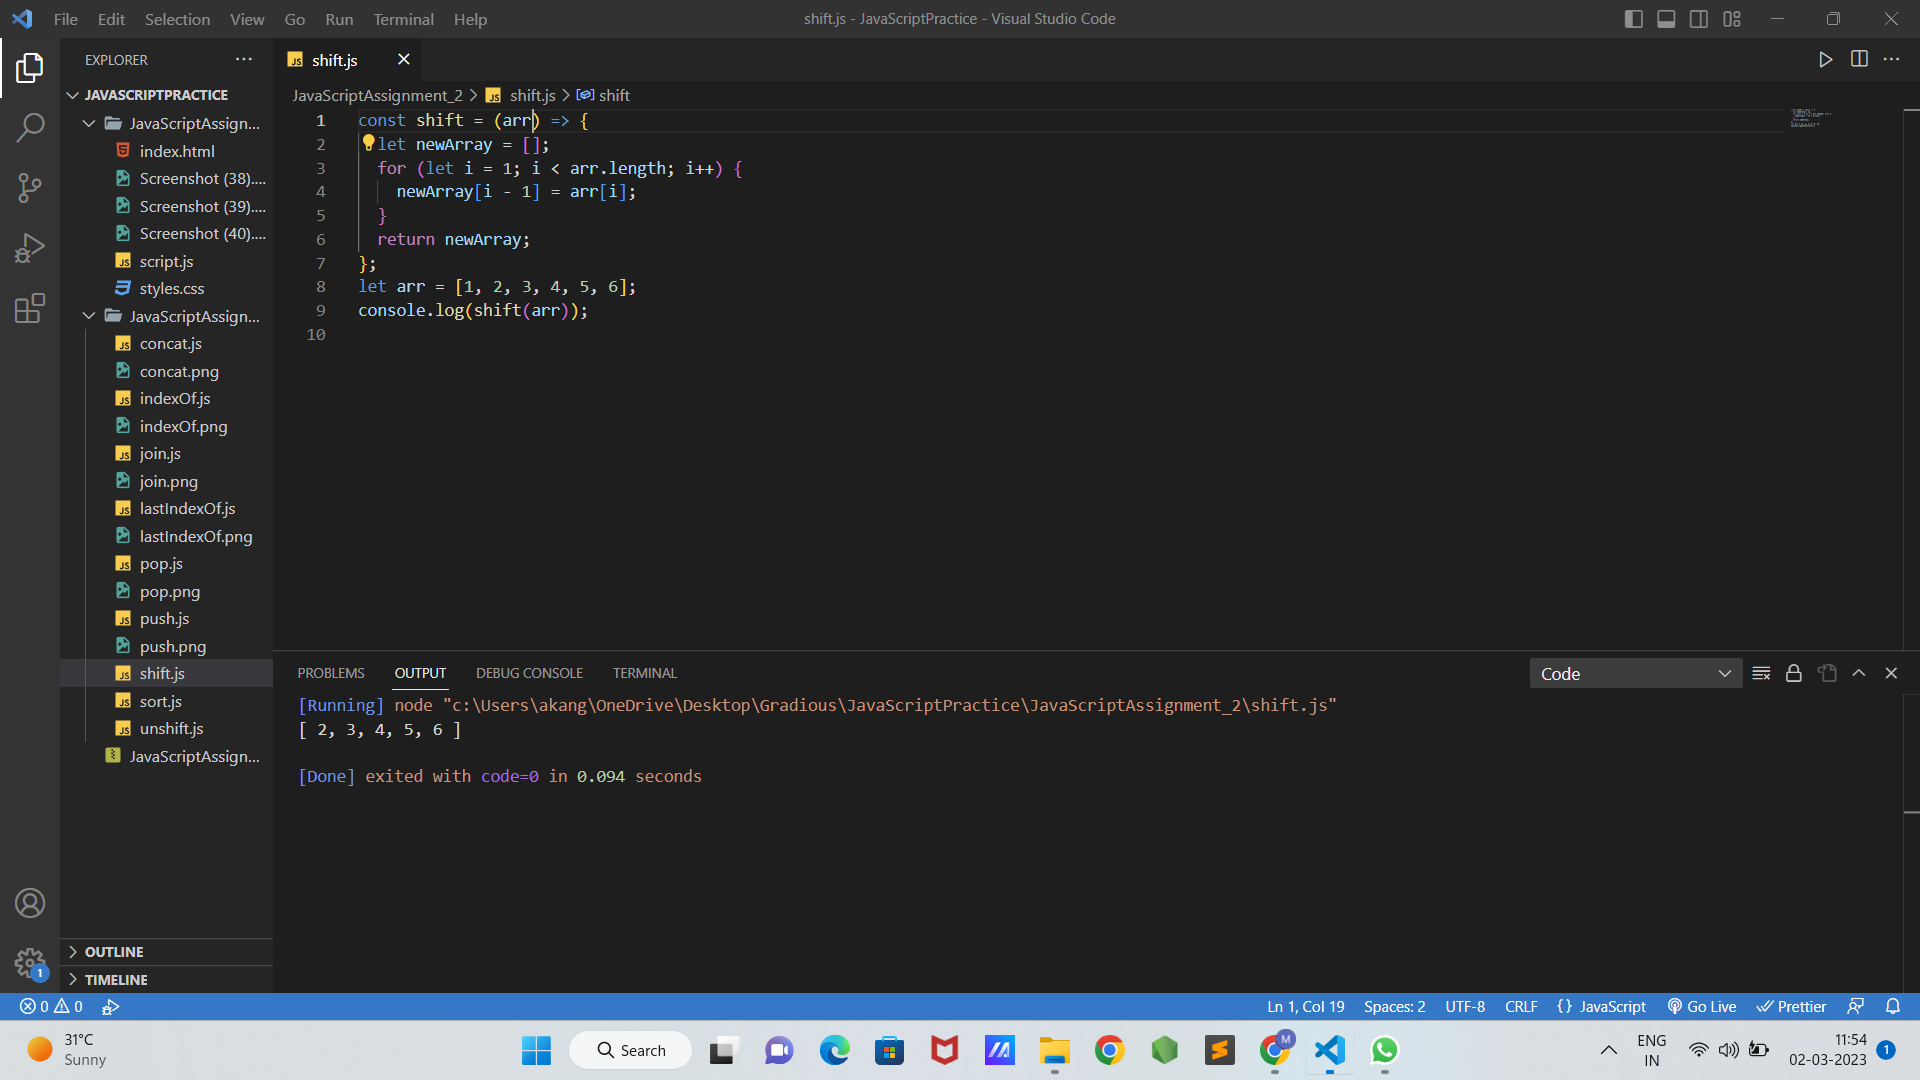 File Edit Selection View Go Run Terminal Help
shift.js - JavaScriptPractice - Visual Studio Code
EXPLORER
JAVASCRIPTPRACTICE
JavaScriptAssign...
index.html
Screenshot (38)....
Screenshot (39)....
Screenshot (40)....
script.js
styles.css
JavaScriptAssign...
concat.js
concat.png
indexOf.js
indexOf.png
join.js
join.png
lastIndexOf.js
lastIndexOf.png
pop.js
pop.png
push.js
push.png
shift.js
sort.js
unshift.js
JavaScriptAssign...
OUTLINE
TIMELINE
shift.js
JavaScriptAssignment_2 > shift.js > shift
1 const shift = (arr) => {
2 let newArray = [];
3 for (let i = 1; i < arr.length; i++) {
4 newArray[i - 1] = arr[i];
5 }
6 return newArray;
7 };
8 let arr = [1, 2, 3, 4, 5, 6];
9 console.log(shift(arr));
10
PROBLEMS OUTPUT DEBUG CONSOLE TERMINAL
Code
[Running] node "c:\Users\akang\OneDrive\Desktop\Gradious\JavaScriptPractice\JavaScriptAssignment_2\shift.js"
[ 2, 3, 4, 5, 6 ]
[Done] exited with code=0 in 0.094 seconds
1
0 0
Ln 1, Col 19 Spaces: 2 UTF-8 CRLF {} JavaScript Go Live Prettier
31°C
Sunny
Search
M
ENG
IN
11:54
02-03-2023
1